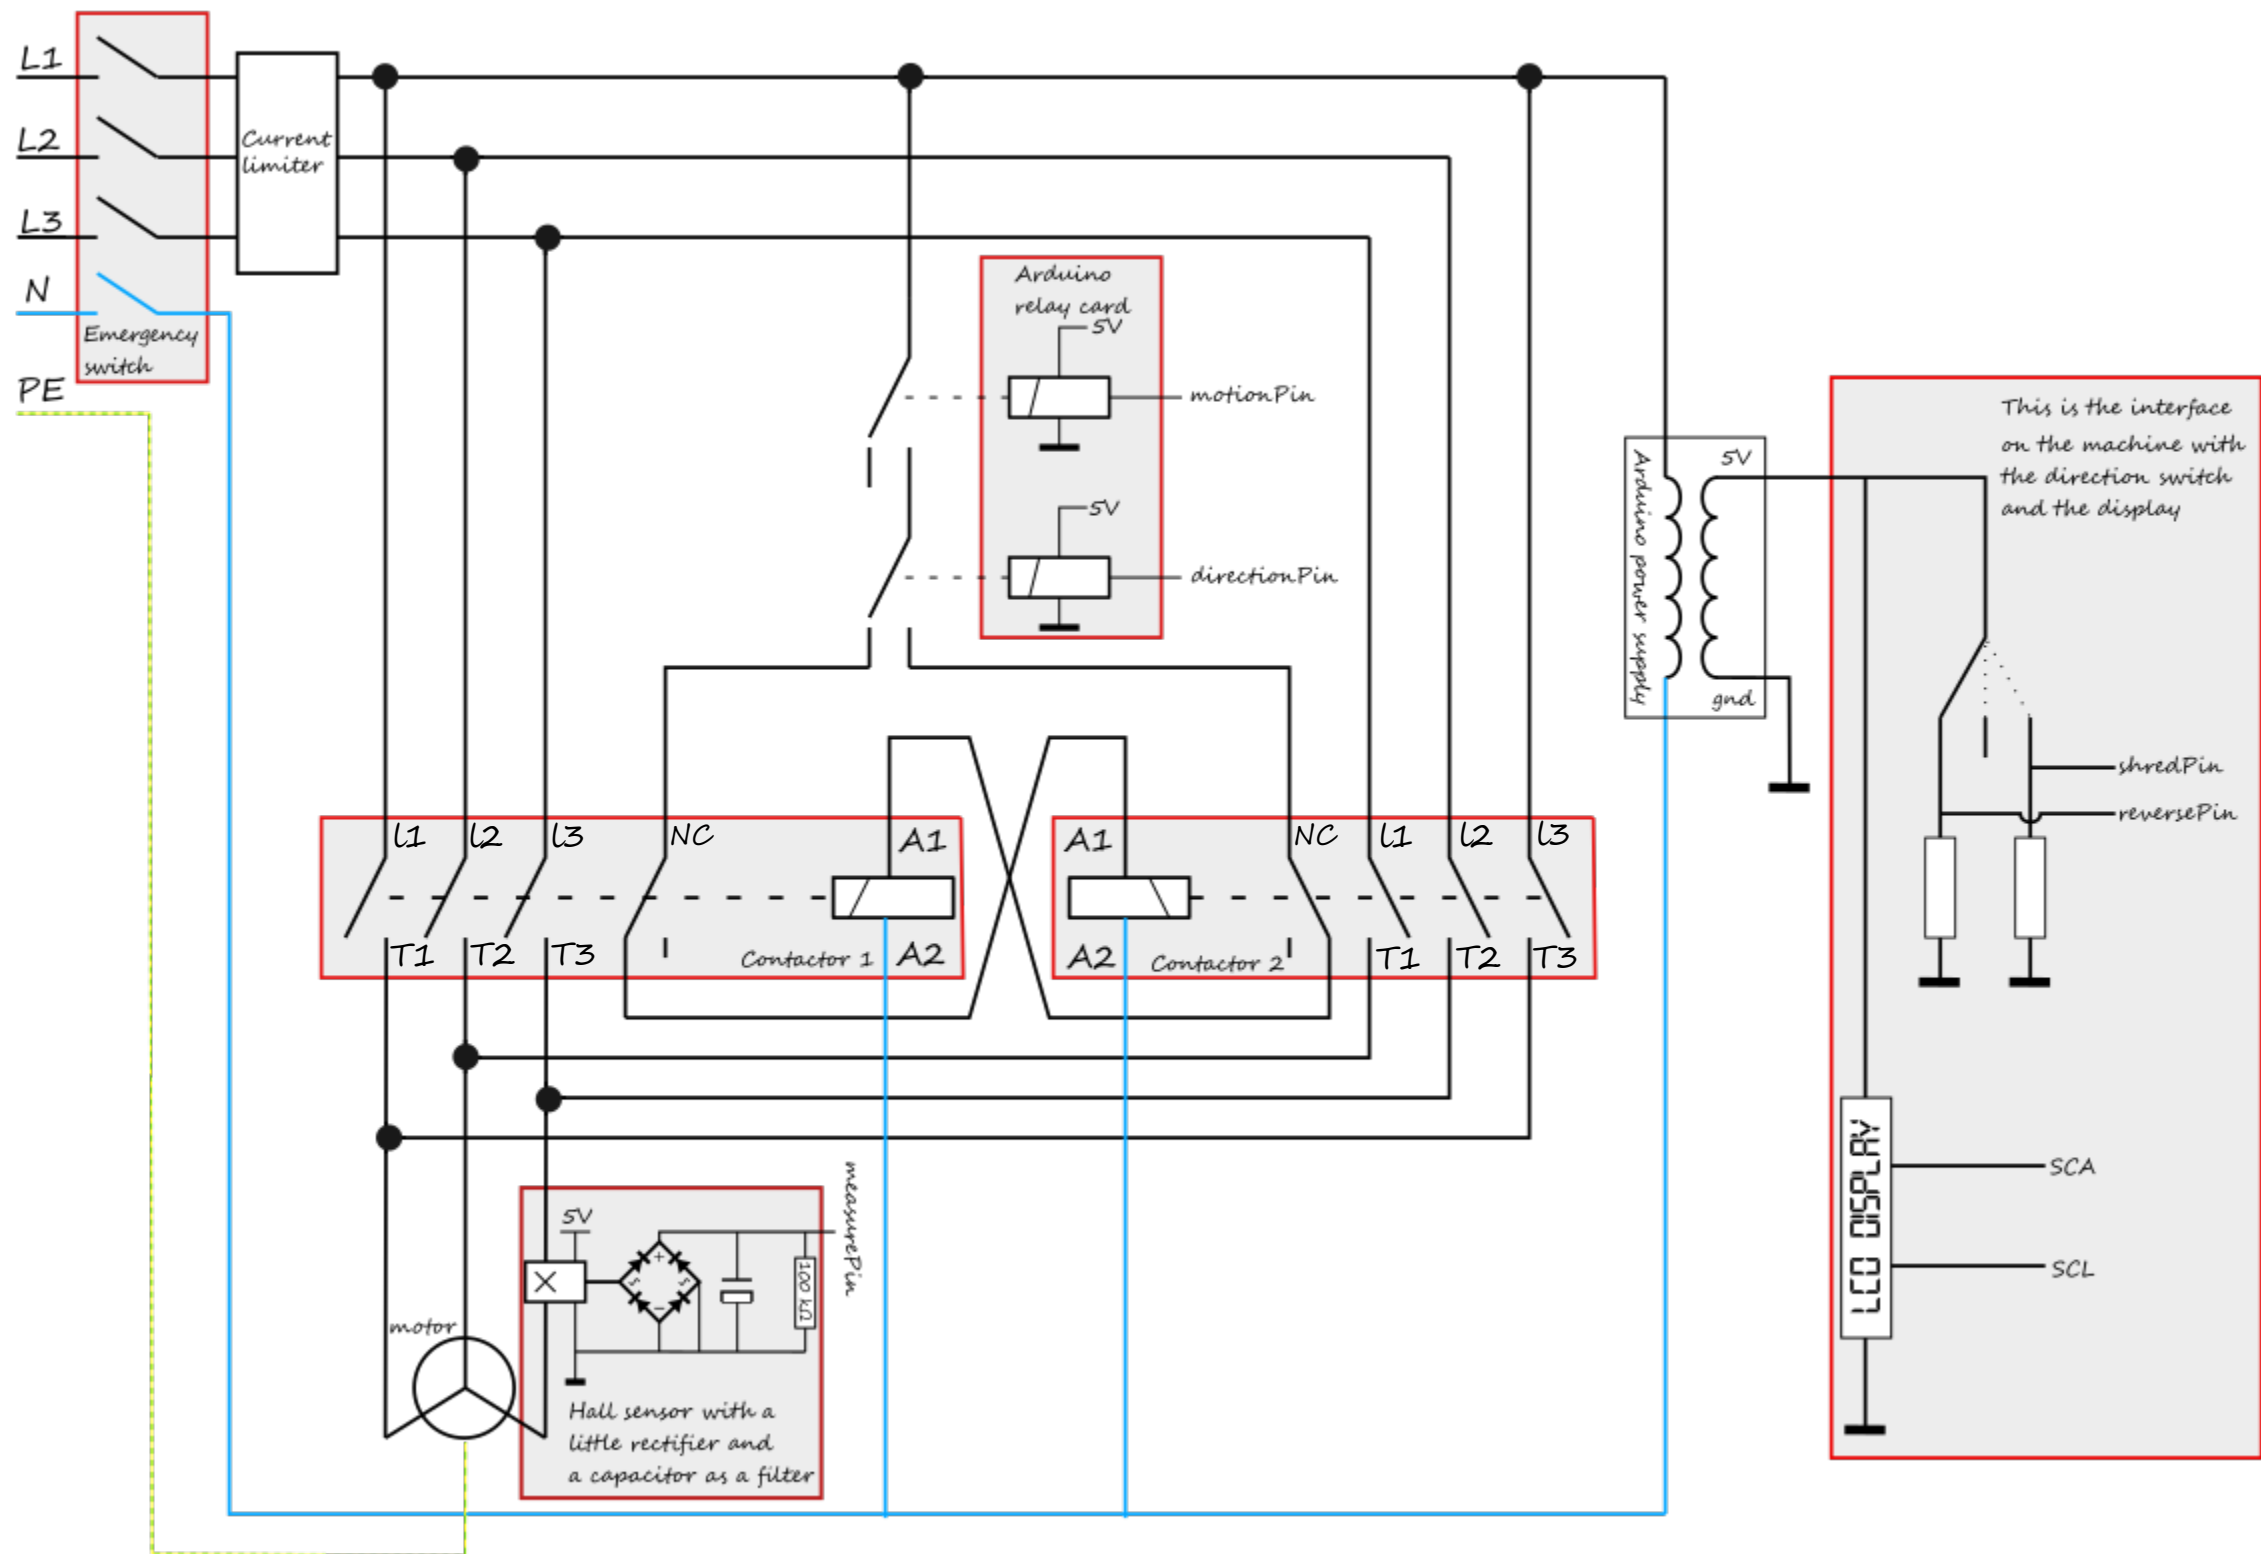 L1
L2
L3
N
Emergency
switch
PE
Current
limiter
Arduino
relay card
5V
motionPin
5V
directionPin
Arduino power supply
5V
gnd
This is the interface
on the machine with
the direction switch
and the display
shredPin
reversePin
l1
l2
l3
NC
A1
T1
T2
T3
Contactor 1
A2
A1
NC
l1
l2
l3
A2
Contactor 2
T1
T2
T3
LCD DISPLAY
SCA
SCL
measurePin
5V
+
s
s
-
100 kΩ
motor
Hall sensor with a
little rectifier and
a capacitor as a filter